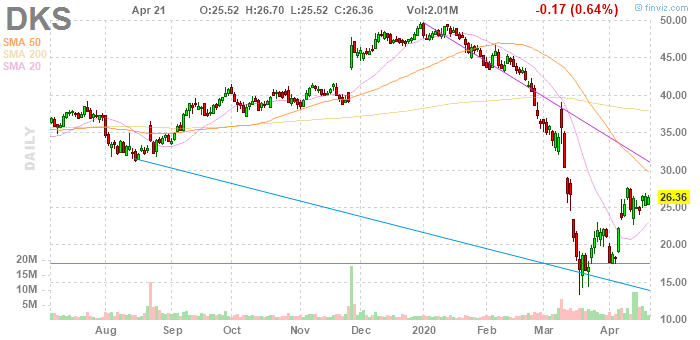 DKS Apr 21 O:25.52 H:26.70 L:25.52 C:26.36 Vol:2.01M -0.17 (0.64%)
© finviz.com
SMA 50
SMA 200
SMA 20
DAILY
50.00
45.00
40.00
35.00
30.00
26.36
25.00
20.00
15.00
10.00
20M
15M
10M
5M
Aug Sep Oct Nov Dec 2020 Feb Mar Apr